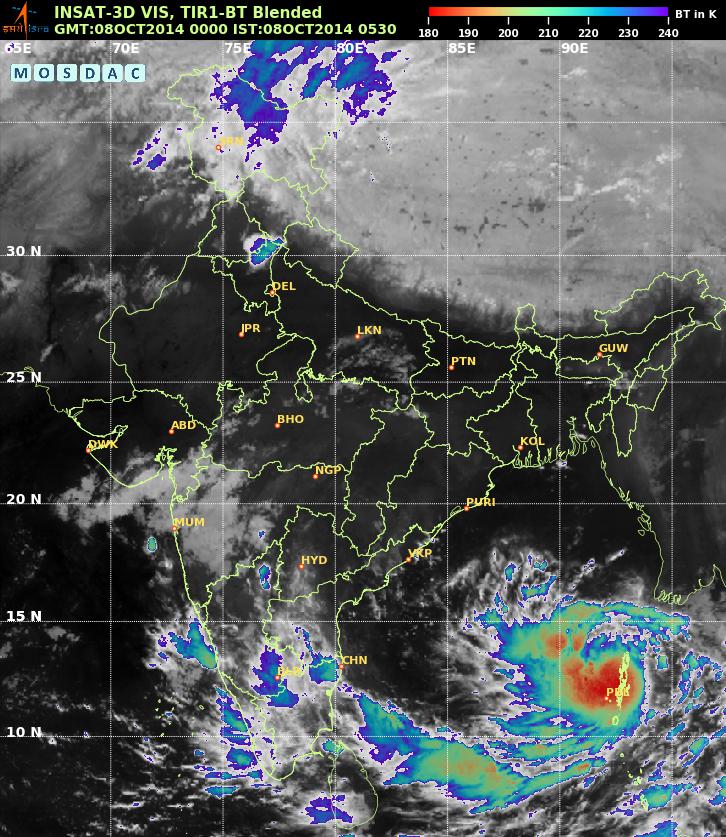 INSAT-3D VIS, TIR1-BT Blended
GMT:08OCT2014 0000 IST:08OCT2014 0530
BT in K
180 190 200 210 220 230 240
65E 70E 75E 80E 85E 90E
MOSDAC
SRN
30 N
DEL
JPR
LKN
GUW
PTN
25 N
ABD
BHO
DWK
KOL
NGP
20 N
PURI
MUM
VKP
HYD
15 N
CHN
10 N